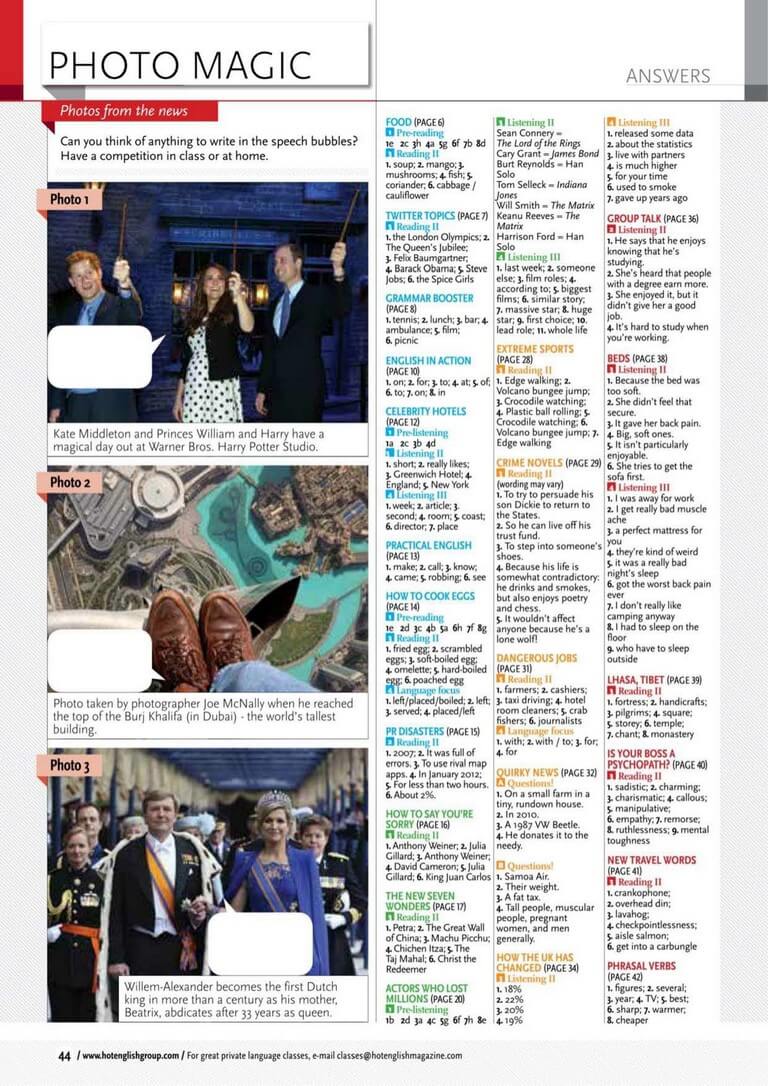 PHOTO MAGIC
ANSWERS
Photos from the news
Can you think of anything to write in the speech bubbles?
Have a competition in class or at home.
Photo 1
Kate Middleton and Princes William and Harry have a
magical day out at Warner Bros. Harry Potter Studio.
Photo 2
Photo taken by photographer Joe McNally when he reached
the top of the Burj Khalifa (in Dubai) - the world's tallest
building.
Photo 3
Willem-Alexander becomes the first Dutch
king in more than a century as his mother,
Beatrix, abdicates after 33 years as queen.
FOOD (PAGE 6)
1 Pre-reading
1e 2c 3h 4a 5g 6f 7b 8d
3 Reading II
1. soup; 2. mango; 3.
mushrooms; 4. fish; 5.
coriander; 6. cabbage /
cauliflower
TWITTER TOPICS (PAGE 7)
3 Reading II
1. the London Olympics; 2.
The Queen's Jubilee;
3. Felix Baumgartner;
4. Barack Obama; 5. Steve
Jobs; 6. the Spice Girls
GRAMMAR BOOSTER
(PAGE 8)
1. tennis; 2. lunch; 3. bar; 4.
ambulance; 5. film;
6. picnic
ENGLISH IN ACTION
(PAGE 10)
1. on; 2. for; 3. to; 4. at; 5. of;
6. to; 7. on; 8. in
CELEBRITY HOTELS
(PAGE 12)
1 Pre-listening
1a 2c 3b 4d
Listening II
1. short; 2. really likes;
3. Greenwich Hotel; 4.
England; 5. New York
4 Listening III
1. week; 2. article; 3.
second; 4. room; 5. coast;
6. director; 7. place
PRACTICAL ENGLISH
(PAGE 13)
1. make; 2. call; 3. know;
4. came; 5. robbing; 6. see
HOW TO COOK EGGS
(PAGE 14)
1 Pre-reading
1e 2d 3c 4b 5a 6h 7f 8g
3 Reading II
1. fried egg; 2. scrambled
eggs; 3. soft-boiled egg;
4. omelette; 5. hard-boiled
egg; 6. poached egg
4 Language focus
1. left/placed/boiled; 2. left;
3. served; 4. placed/left
PR DISASTERS (PAGE 15)
3 Reading II
1. 2007; 2. It was full of
errors. 3. To use rival map
apps. 4. In January 2012;
5. For less than two hours.
6. About 2%.
HOW TO SAY YOU'RE
SORRY (PAGE 16)
3 Reading II
1. Anthony Weiner; 2. Julia
Gillard; 3. Anthony Weiner;
4. David Cameron; 5. Julia
Gillard; 6. King Juan Carlos
THE NEW SEVEN
WONDERS (PAGE 17)
3 Reading II
1. Petra; 2. The Great Wall
of China; 3. Machu Picchu;
4. Chichen Itza; 5. The
Taj Mahal; 6. Christ the
Redeemer
ACTORS WHO LOST
MILLIONS (PAGE 20)
1 Pre-listening
1b 2d 3a 4c 5g 6f 7h 8e
3 Listening II
Sean Connery =
The Lord of the Rings
Cary Grant = James Bond
Burt Reynolds = Han
Solo
Tom Selleck = Indiana
Jones
Will Smith = The Matrix
Keanu Reeves = The
Matrix
Harrison Ford = Han
Solo
4 Listening III
1. last week; 2. someone
else; 3. film roles; 4.
according to; 5. biggest
films; 6. similar story;
7. massive star; 8. huge
star; 9. first choice; 10.
lead role; 11. whole life
EXTREME SPORTS
(PAGE 28)
3 Reading II
1. Edge walking; 2.
Volcano bungee jump;
3. Crocodile watching;
4. Plastic ball rolling; 5.
Crocodile watching; 6.
Volcano bungee jump; 7.
Edge walking
CRIME NOVELS (PAGE 29)
3 Reading II
(wording may vary)
1. To try to persuade his
son Dickie to return to
the States.
2. So he can live off his
trust fund.
3. To step into someone's
shoes.
4. Because his life is
somewhat contradictory:
he drinks and smokes,
but also enjoys poetry
and chess.
5. It wouldn't affect
anyone because he's a
lone wolf!
DANGEROUS JOBS
(PAGE 31)
3 Reading II
1. farmers; 2. cashiers;
3. taxi driving; 4. hotel
room cleaners; 5. crab
fishers; 6. journalists
4 Language focus
1. with; 2. with / to; 3. for;
4. for
QUIRKY NEWS (PAGE 32)
A Questions!
1. On a small farm in a
tiny, rundown house.
2. In 2010.
3. A 1987 VW Beetle.
4. He donates it to the
needy.
B Questions!
1. Samoa Air.
2. Their weight.
3. A fat tax.
4. Tall people, muscular
people, pregnant
women, and men
generally.
HOW THE UK HAS
CHANGED (PAGE 34)
3 Listening II
1. 18%
2. 22%
3. 20%
4. 19%
4 Listening III
1. released some data
2. about the statistics
3. live with partners
4. is much higher
5. for your time
6. used to smoke
7. gave up years ago
GROUP TALK (PAGE 36)
3 Listening II
1. He says that he enjoys
knowing that he's
studying.
2. She's heard that people
with a degree earn more.
3. She enjoyed it, but it
didn't give her a good
job.
4. It's hard to study when
you're working.
BEDS (PAGE 38)
3 Listening II
1. Because the bed was
too soft.
2. She didn't feel that
secure.
3. It gave her back pain.
4. Big, soft ones.
5. It isn't particularly
enjoyable.
6. She tries to get the
sofa first.
4 Listening III
1. I was away for work
2. I get really bad muscle
ache
3. a perfect mattress for
you
4. they're kind of weird
5. it was a really bad
night's sleep
6. got the worst back pain
ever
7. I don't really like
camping anyway
8. I had to sleep on the
floor
9. who have to sleep
outside
LHASA, TIBET (PAGE 39)
3 Reading II
1. fortress; 2. handicrafts;
3. pilgrims; 4. square;
5. storey; 6. temple;
7. chant; 8. monastery
IS YOUR BOSS A
PSYCHOPATH? (PAGE 40)
3 Reading II
1. sadistic; 2. charming;
3. charismatic; 4. callous;
5. manipulative;
6. empathy; 7. remorse;
8. ruthlessness; 9. mental
toughness
NEW TRAVEL WORDS
(PAGE 41)
3 Reading II
1. crankophone;
2. overhead din;
3. lavahog;
4. checkpointlessness;
5. aisle salmon;
6. get into a carbungle
PHRASAL VERBS
(PAGE 42)
1. figures; 2. several;
3. year; 4. TV; 5. best;
6. sharp; 7. warmer;
8. cheaper
44 / www.hotenglishgroup.com / For great private language classes, e-mail classes@hotenglishmagazine.com